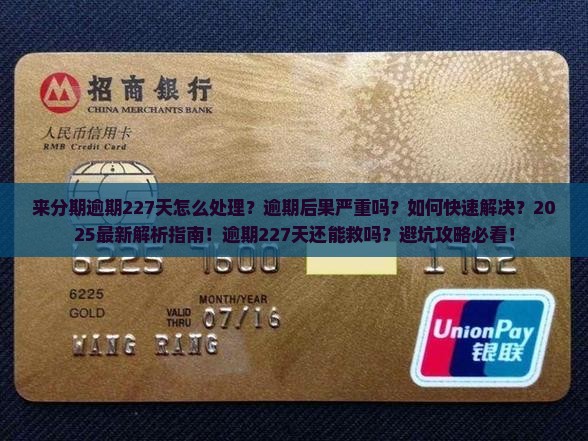 招商銀行
CHINA MERCHANTS BANK
人民币信用卡
RMB Credit Card
来分期逾期227天怎么处理？逾期后果严重吗？如何快速解决？20
25最新解析指南！逾期227天还能救吗？避坑攻略必看！
6225 7600 1762
6225
GOLD
MONTH/YEAR
VALID
THRU 07/16
WANG RANG
UnionPay
银联